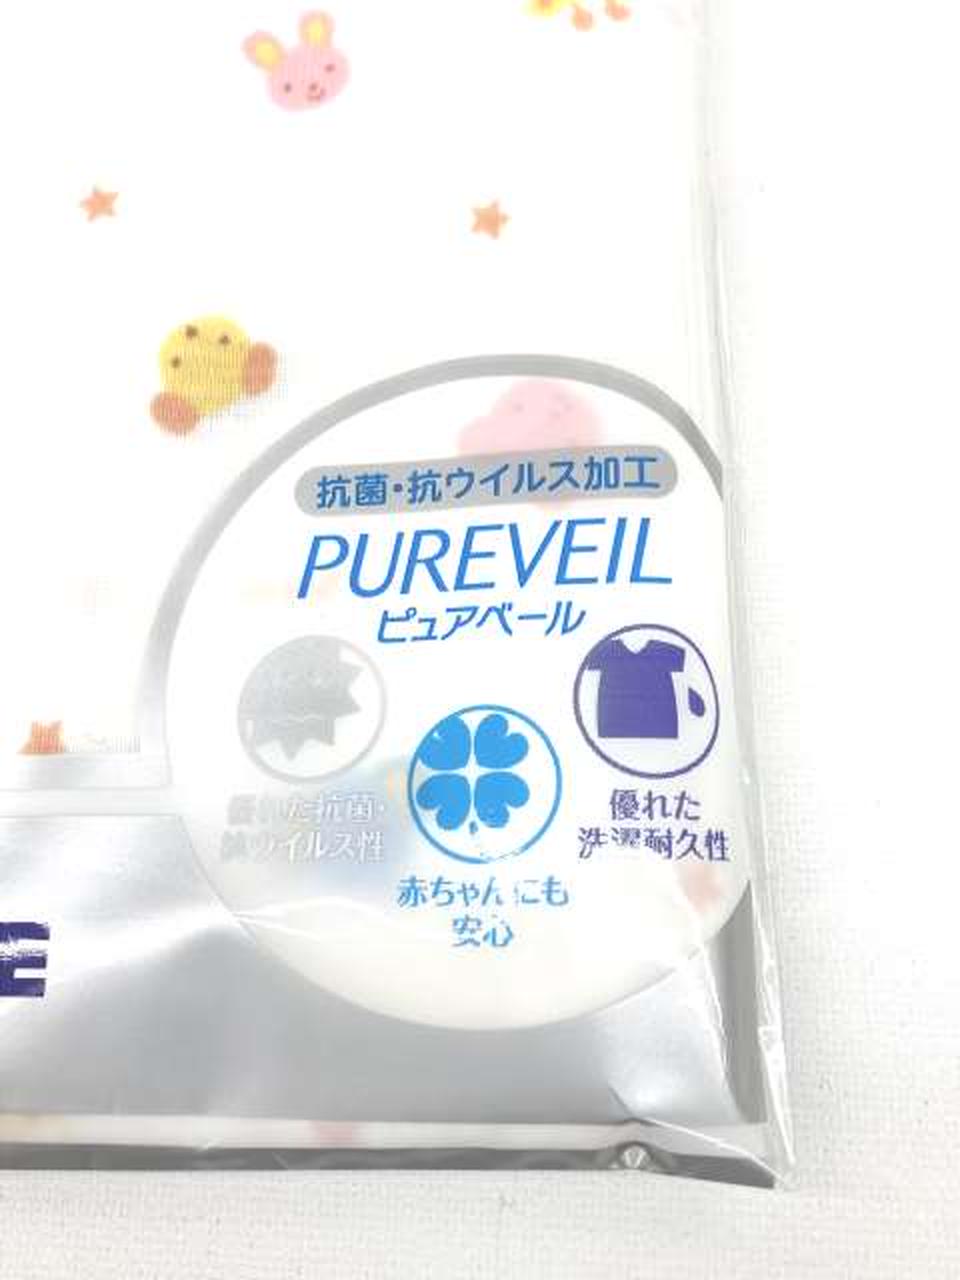 抗菌・抗ウイルス加工
PUREVEIL
ピュアベール
優れた抗菌・
抗ウイルス性
赤ちゃんにも
安心
優れた
洗濯耐久性
E